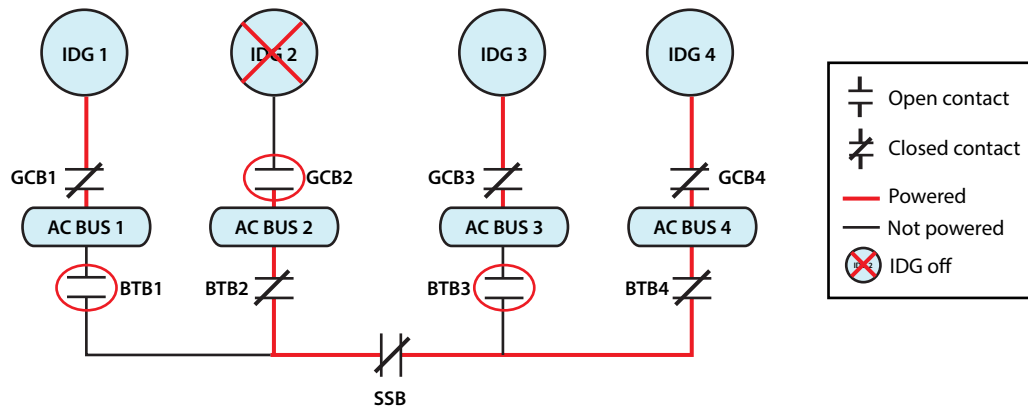 IDG 1
IDG 2
IDG 3
IDG 4
GCB1
GCB2
GCB3
GCB4
AC BUS 1
AC BUS 2
AC BUS 3
AC BUS 4
BTB1
BTB2
BTB3
BTB4
SSB
Open contact
Closed contact
Powered
Not powered
IDG 2
IDG off